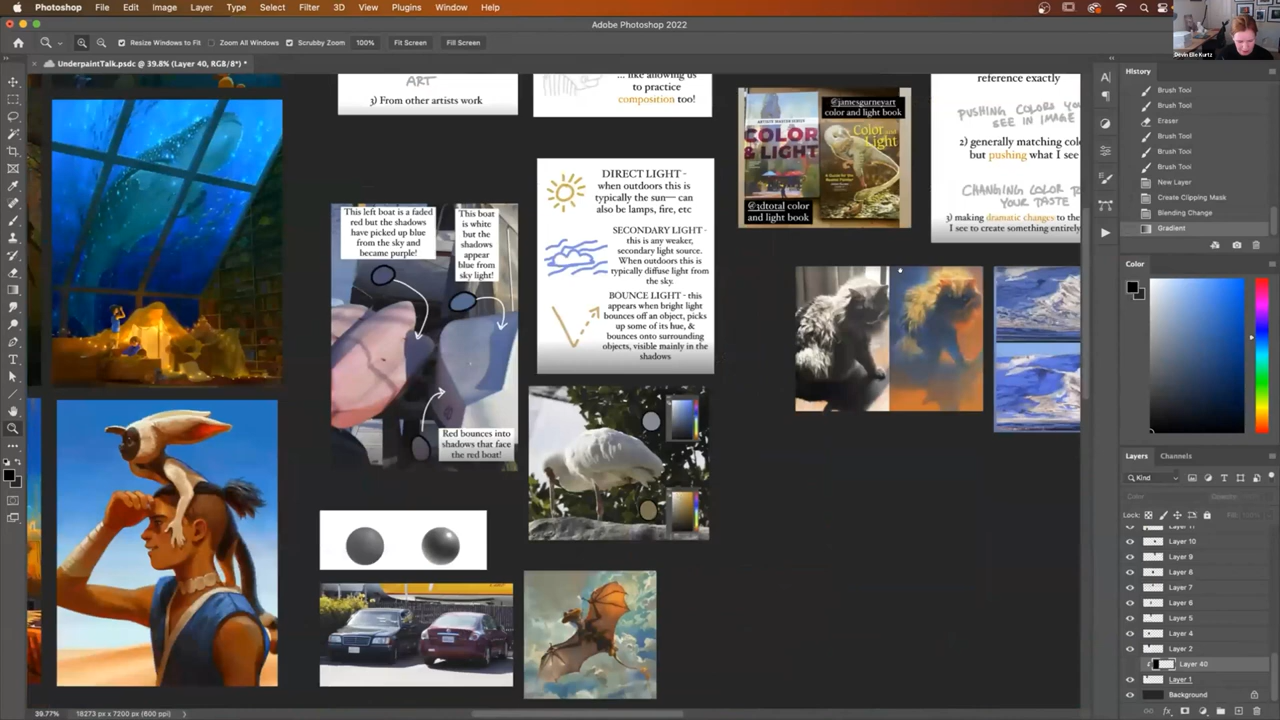 Photoshop File Edit Image Layer Type Select Filter 3D View Plugins Window Help
Adobe Photoshop 2022
Resize Windows to Fit Zoom All Windows Scrubby Zoom 100% Fit Screen Fill Screen
Devin Elle Kurtz
UnderpaintTalk.psdc @ 39.8% (Layer 40, RGB/8*) *
ART
3) From other artists work
... like allowing us
to practice
composition too!
@jamesgurneyart
color and light book
COLOR
& LIGHT
Color and
Light
@3dtotal color
and light book
reference exactly
PUSHING COLORS YO
SEE IN IMAGE
2) generally matching col
but pushing what I see
CHANGING COLOR T
YOUR TASTE
3) making dramatic changes to the
I see to create something entirely
This left boat is a faded
red but the shadows
have picked up blue
from the sky and
became purple!
This boat
is white
but the
shadows
appear
blue from
sky light!
Red bounces into
shadows that face
the red boat!
DIRECT LIGHT -
when outdoors this is
typically the sun— can
also be lamps, fire, etc
SECONDARY LIGHT -
this is any weaker,
secondary light source.
When outdoors this is
typically diffuse light from
the sky.
BOUNCE LIGHT - this
appears when bright light
bounces off an object, picks
up some of its hue, &
bounces onto surrounding
objects, visible mainly in the
shadows
History
Brush Tool
Brush Tool
Eraser
Brush Tool
Brush Tool
Brush Tool
New Layer
Create Clipping Mask
Blending Change
Gradient
Color
Layers Channels
Kind
Color
Lock:
Fill:
Layer 11
Layer 10
Layer 9
Layer 8
Layer 7
Layer 6
Layer 5
Layer 4
Layer 2
Layer 40
Layer 1
Background
39.77% 18273 px x 7200 px (600 ppi)